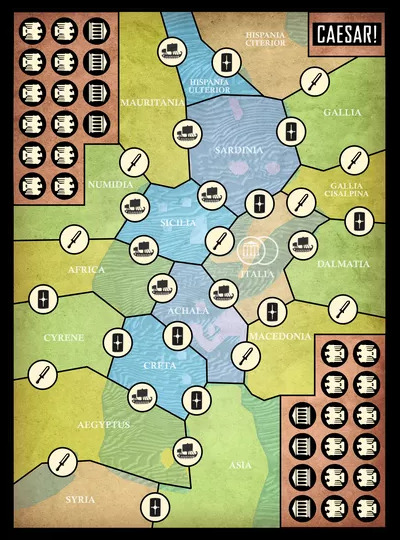 HISPANIA
CITERIOR
CAESAR!
HISPANIA
ULTERIOR
MAURITANIA
GALLIA
SARDINIA
NUMIDIA
GALLIA
CISALPINA
SICILIA
AFRICA
ITALIA
DALMATIA
ACHALA
CYRENE
MACEDONIA
CRETA
AEGYPTUS
ASIA
SYRIA